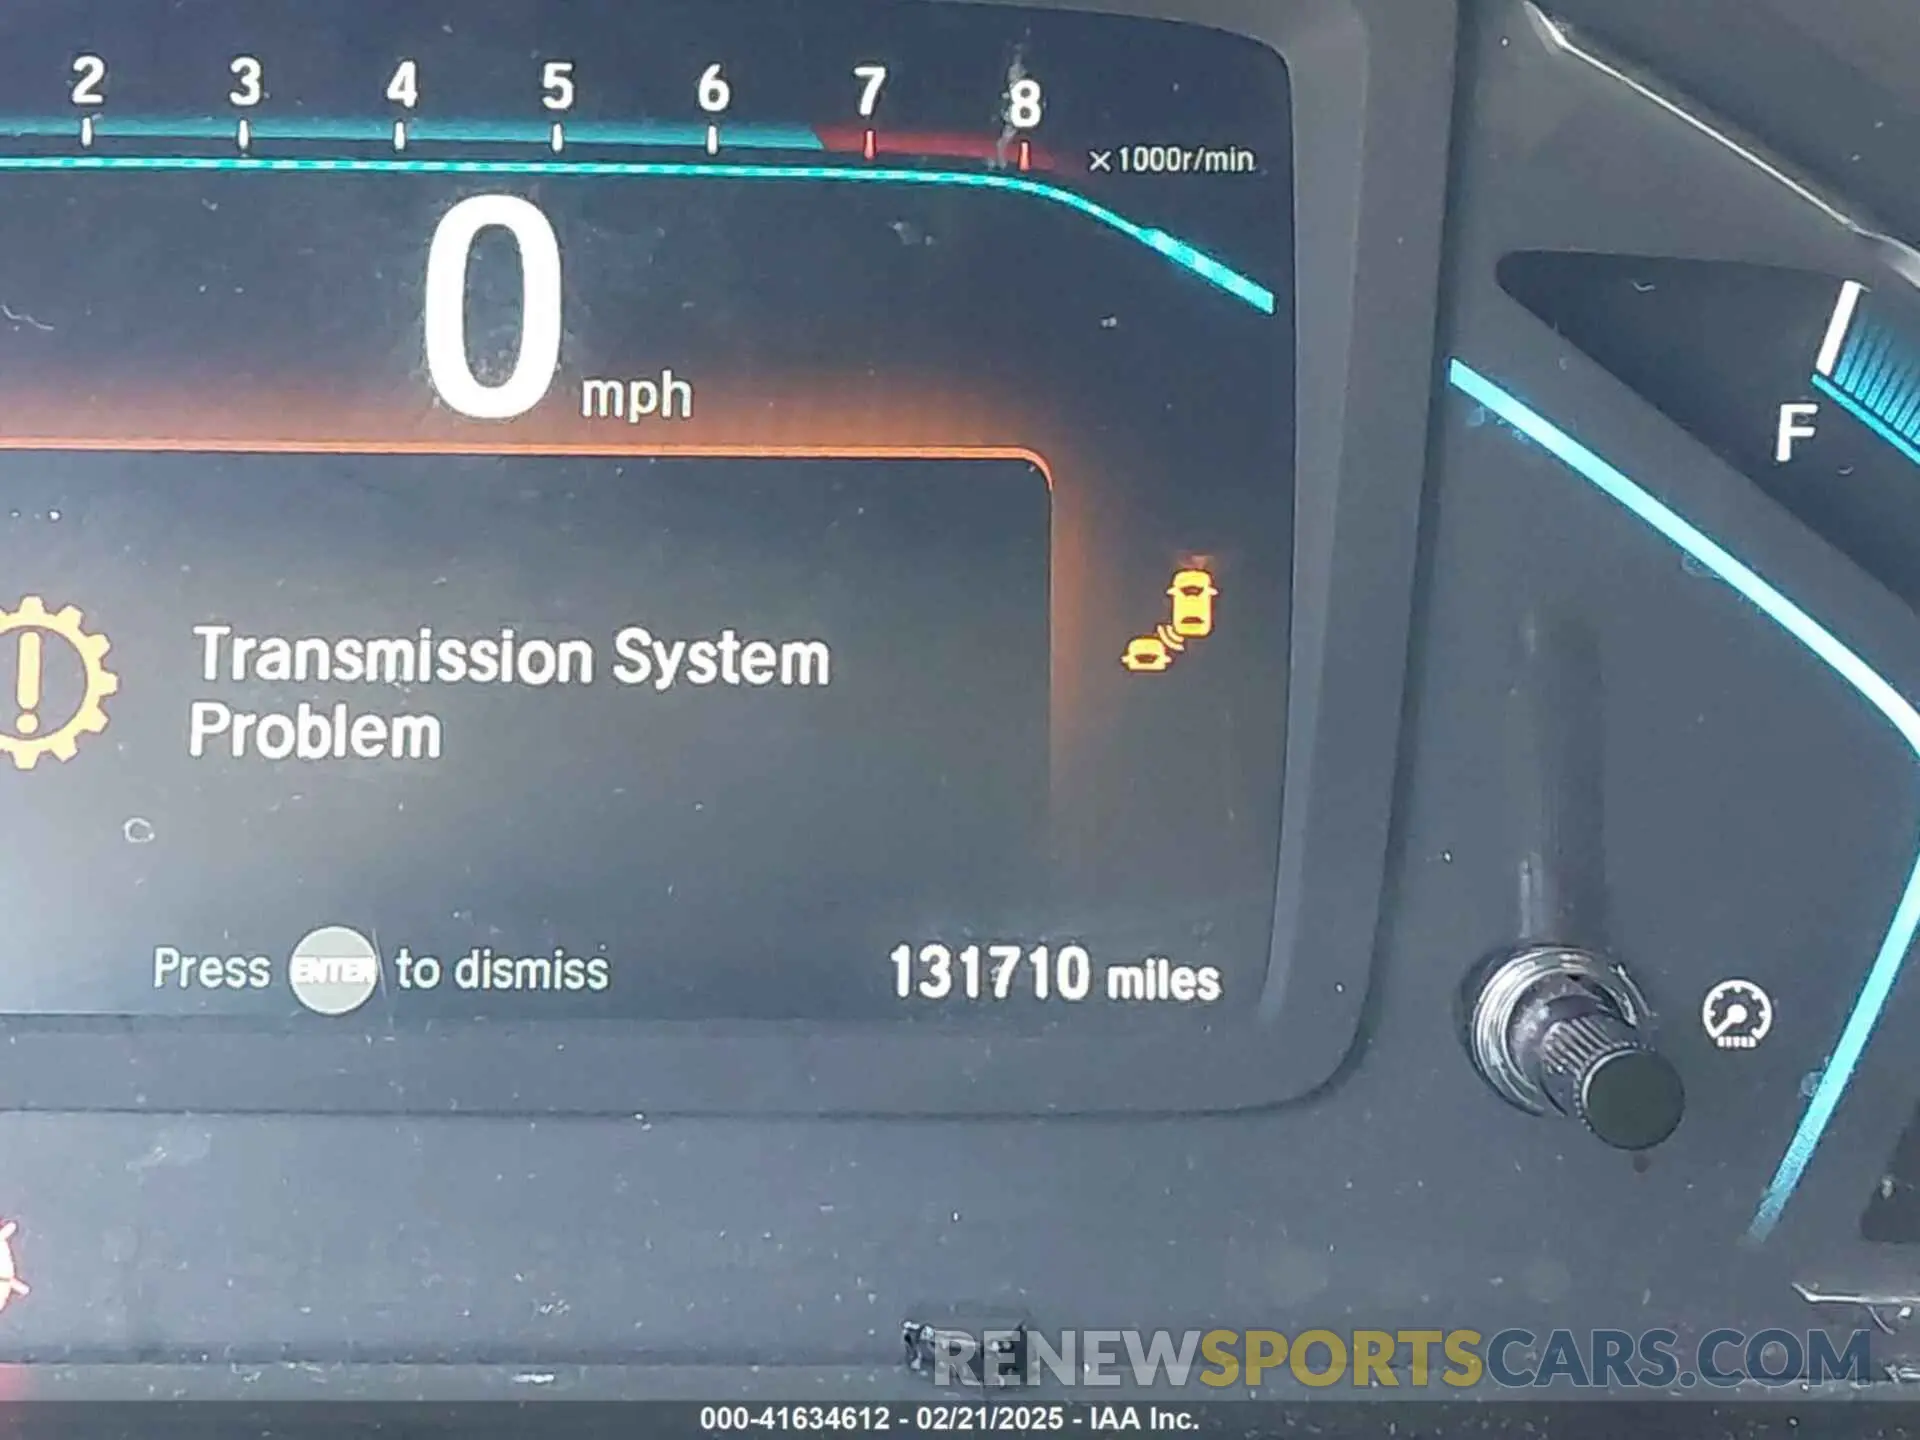 2 3 4 5 6 7 8
×1000r/min
0 mph
F
Transmission System
Problem
Press ENTER to dismiss
131710 miles
RENEWSPORTSCARS.COM
000-41634612 - 02/21/2025 - IAA Inc.